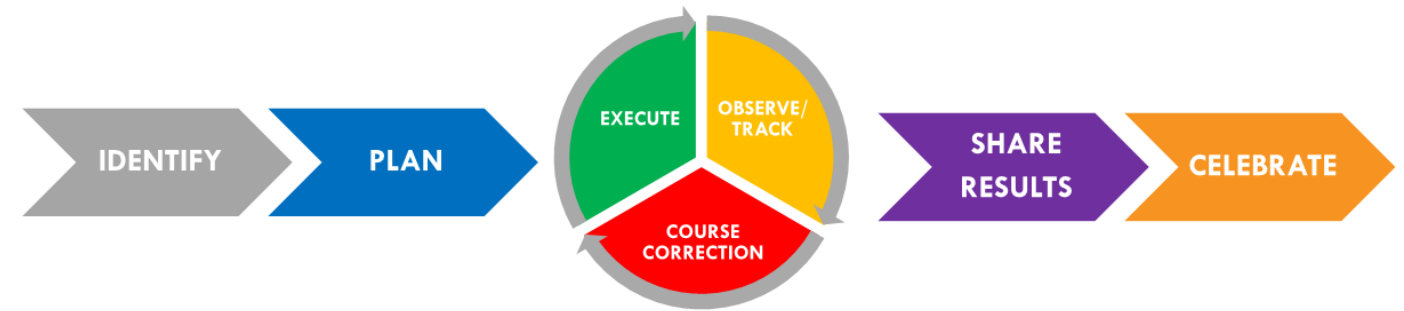 IDENTIFY
PLAN
EXECUTE
OBSERVE/
TRACK
COURSE
CORRECTION
SHARE
RESULTS
CELEBRATE